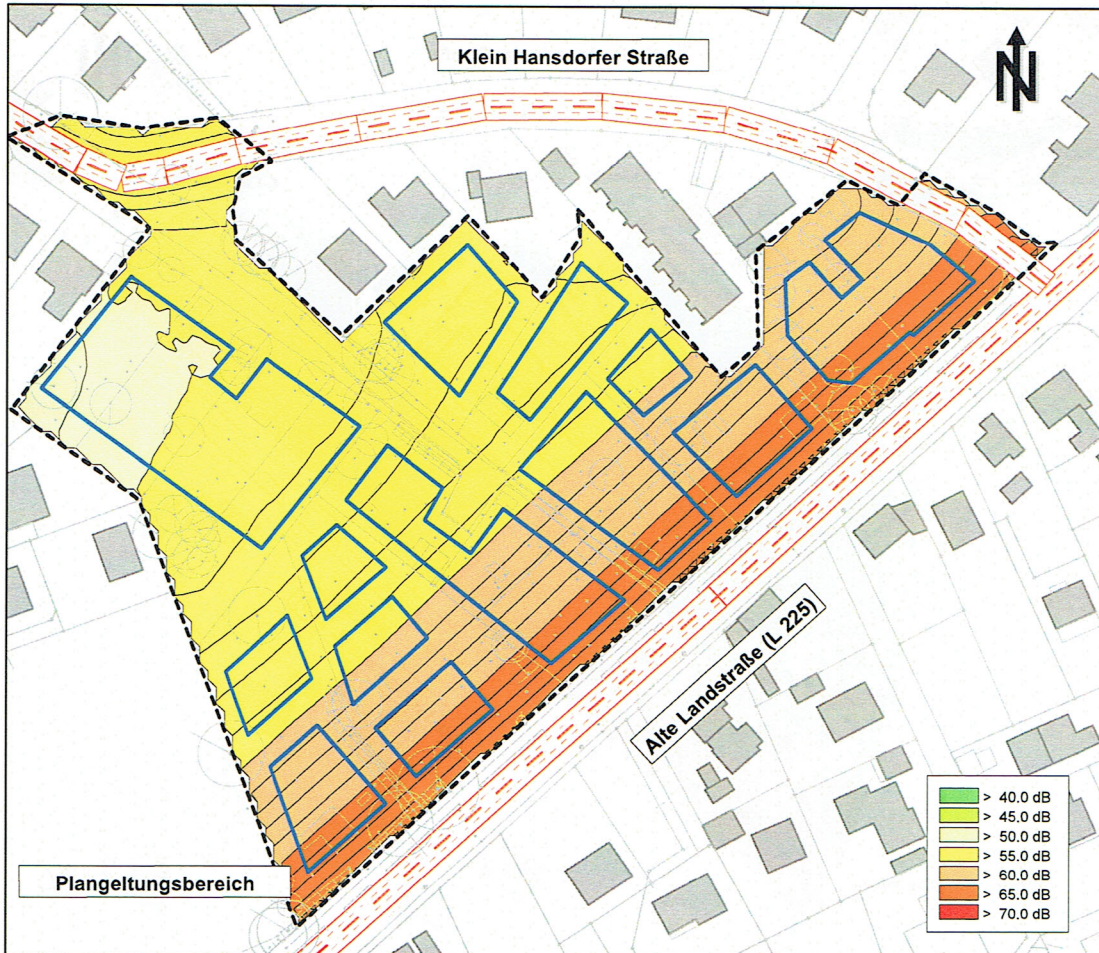 Klein Hansdorfer Straße
N
Alte Landstraße (L 225)
Plangeltungsbereich
> 40.0 dB
> 45.0 dB
> 50.0 dB
> 55.0 dB
> 60.0 dB
> 65.0 dB
> 70.0 dB